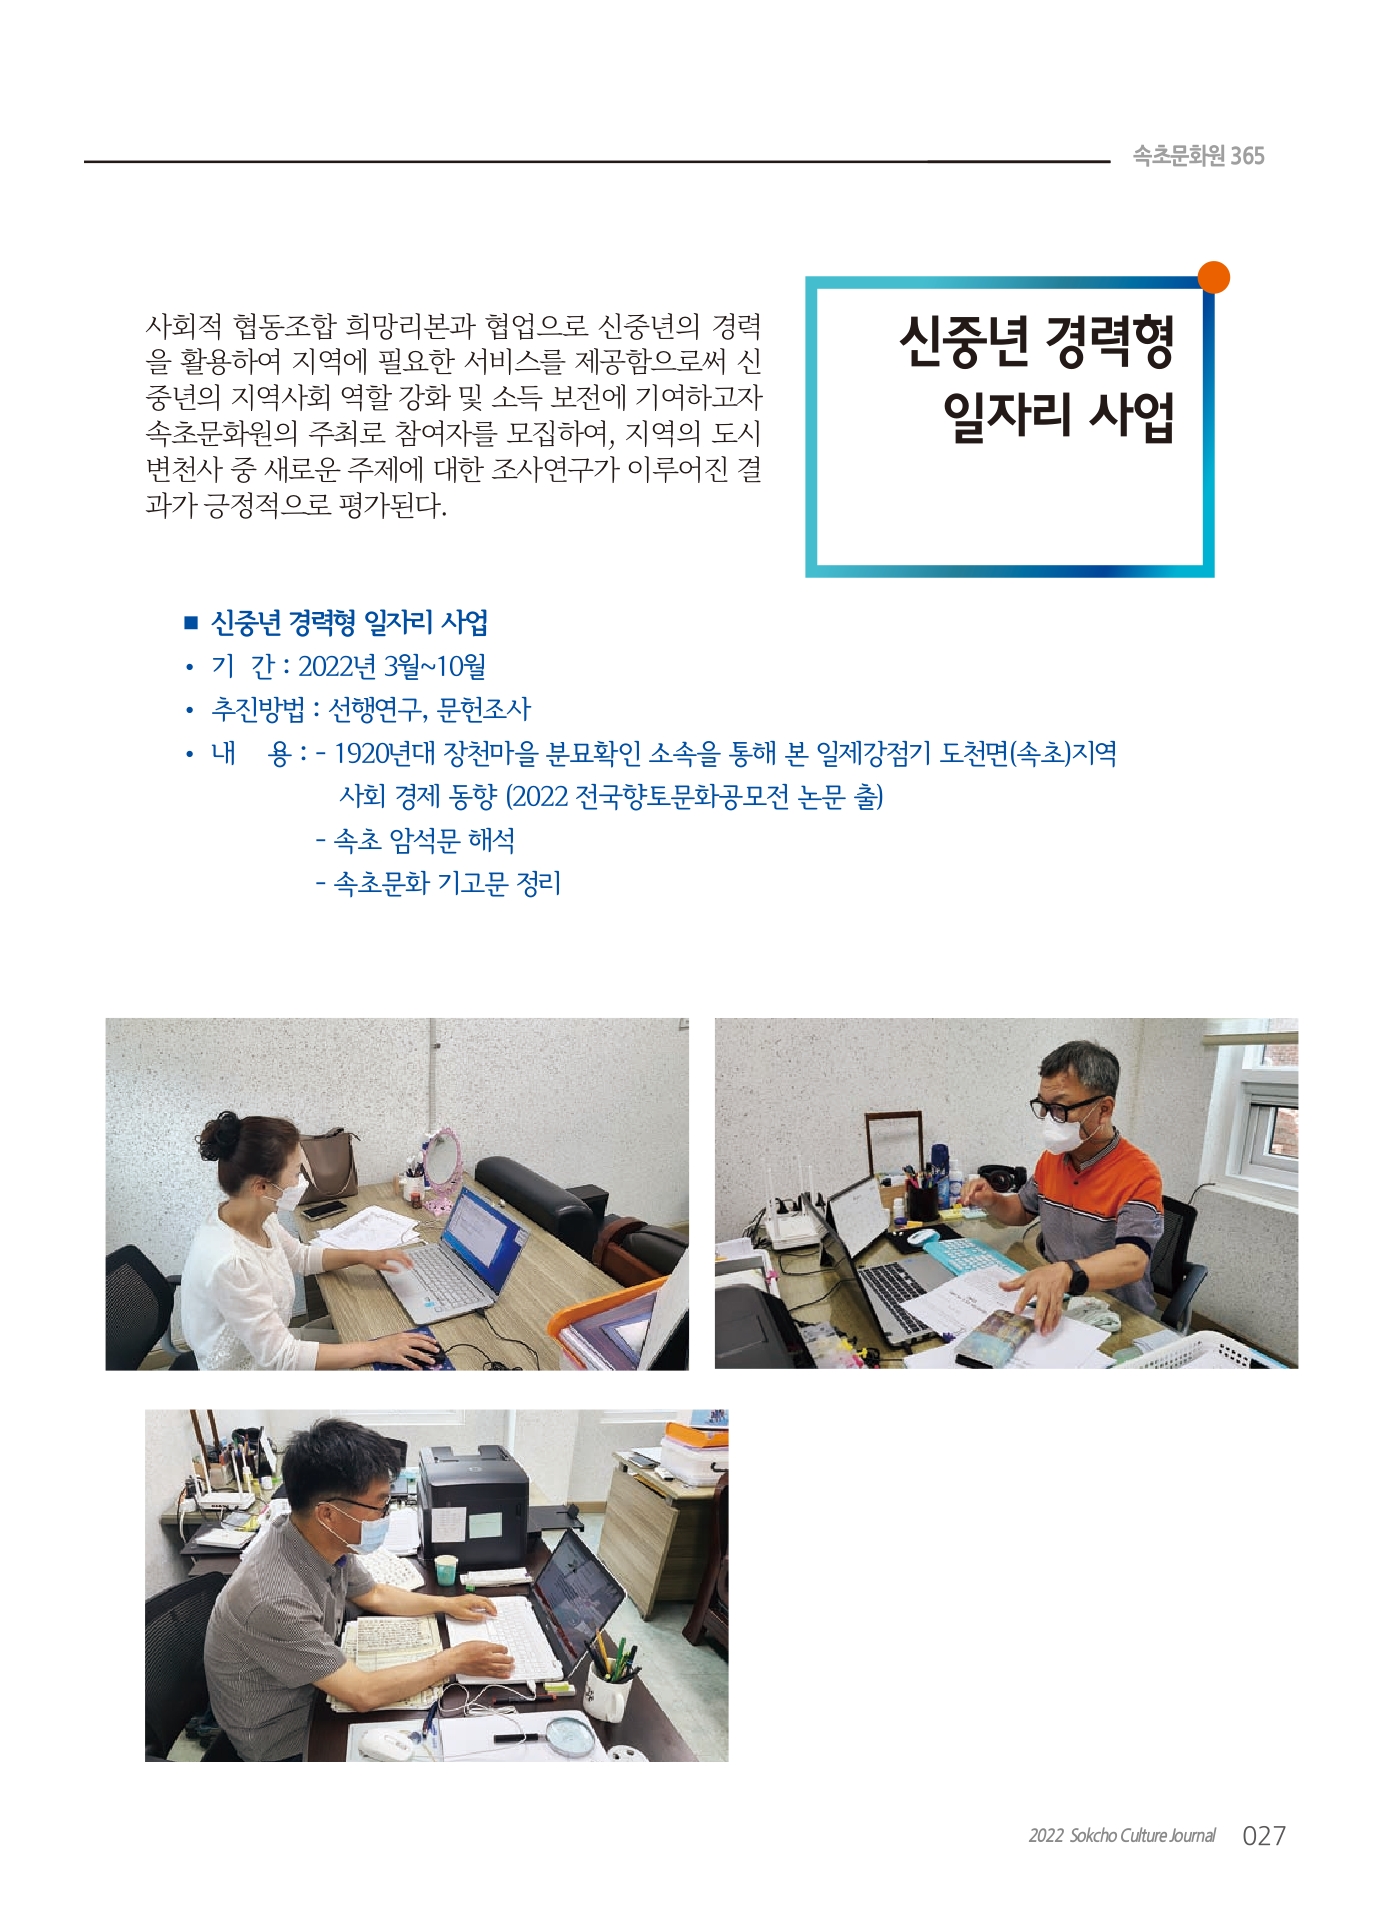 속초문화원 365
신중년 경력형
일자리 사업
사회적 협동조합 희망리본과 협업으로 신중년의 경력
을 활용하여 지역에 필요한 서비스를 제공함으로써 신
중년의 지역사회 역할 강화 및 소득 보전에 기여하고자
속초문화원의 주최로 참여자를 모집하여, 지역의 도시
변천사 중 새로운 주제에 대한 조사연구가 이루어진 결
과가 긍정적으로 평가된다.
■ 신중년 경력형 일자리 사업
• 기 간 : 2022년 3월~10월
• 추진방법 : 선행연구, 문헌조사
• 내 용 : - 1920년대 장천마을 분묘확인 소속을 통해 본 일제강점기 도천면(속초)지역
사회 경제 동향 (2022 전국향토문화공모전 논문 출)
- 속초 암석문 해석
- 속초문화 기고문 정리
2022 Sokcho Culture Journal 027